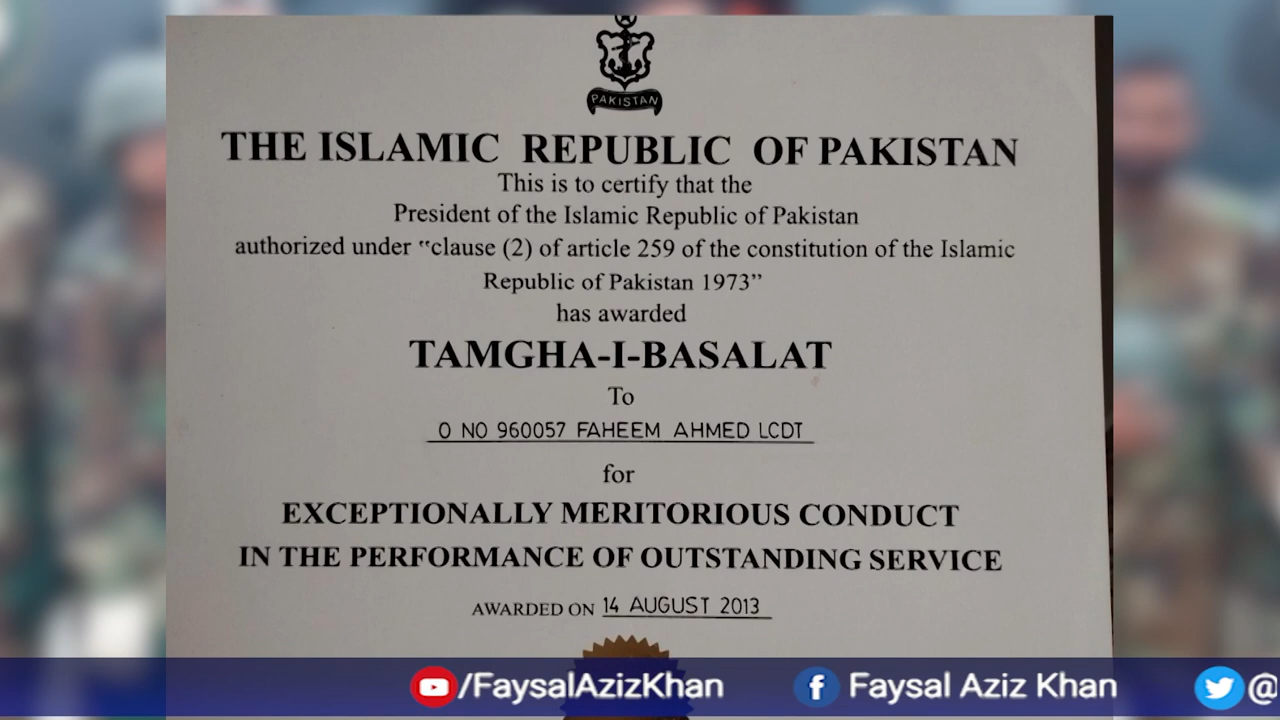 PAKISTAN
THE ISLAMIC REPUBLIC OF PAKISTAN
This is to certify that the
President of the Islamic Republic of Pakistan
authorized under "clause (2) of article 259 of the constitution of the Islamic
Republic of Pakistan 1973"
has awarded
TAMGHA-I-BASALAT
To
O NO 960057 FAHEEM AHMED LCDT
for
EXCEPTIONALLY MERITORIOUS CONDUCT
IN THE PERFORMANCE OF OUTSTANDING SERVICE
AWARDED ON 14 AUGUST 2013
/FaysalAzizKhan Faysal Aziz Khan @